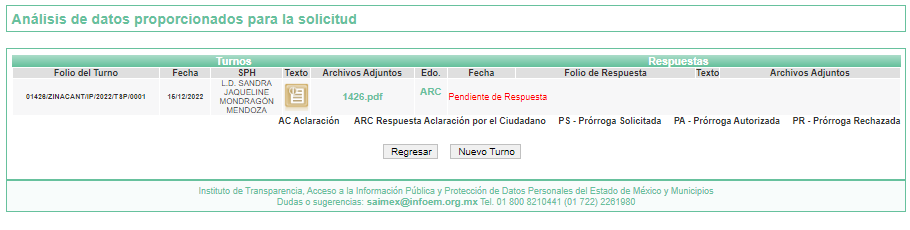 Análisis de datos proporcionados para la solicitud
Turnos Respuestas
Folio del Turno Fecha SPH Texto Archivos Adjuntos Edo. Fecha Folio de Respuesta Texto Archivos Adjuntos
01426/ZINACANT/IP/2022/TSP/0001 15/12/2022 L.D. SANDRA JAQUELINE MONDRAGON MENDOZA 1426.pdf ARC Pendiente de Respuesta
AC Aclaración ARC Respuesta Aclaración por el Ciudadano PS - Prórroga Solicitada PA - Prórroga Autorizada PR - Prórroga Rechazada
Regresar Nuevo Turno
Instituto de Transparencia, Acceso a la Información Pública y Protección de Datos Personales del Estado de México y Municipios
Dudas o sugerencias: saimex@infoem.org.mx Tel. 01 800 8210441 (01 722) 2261980